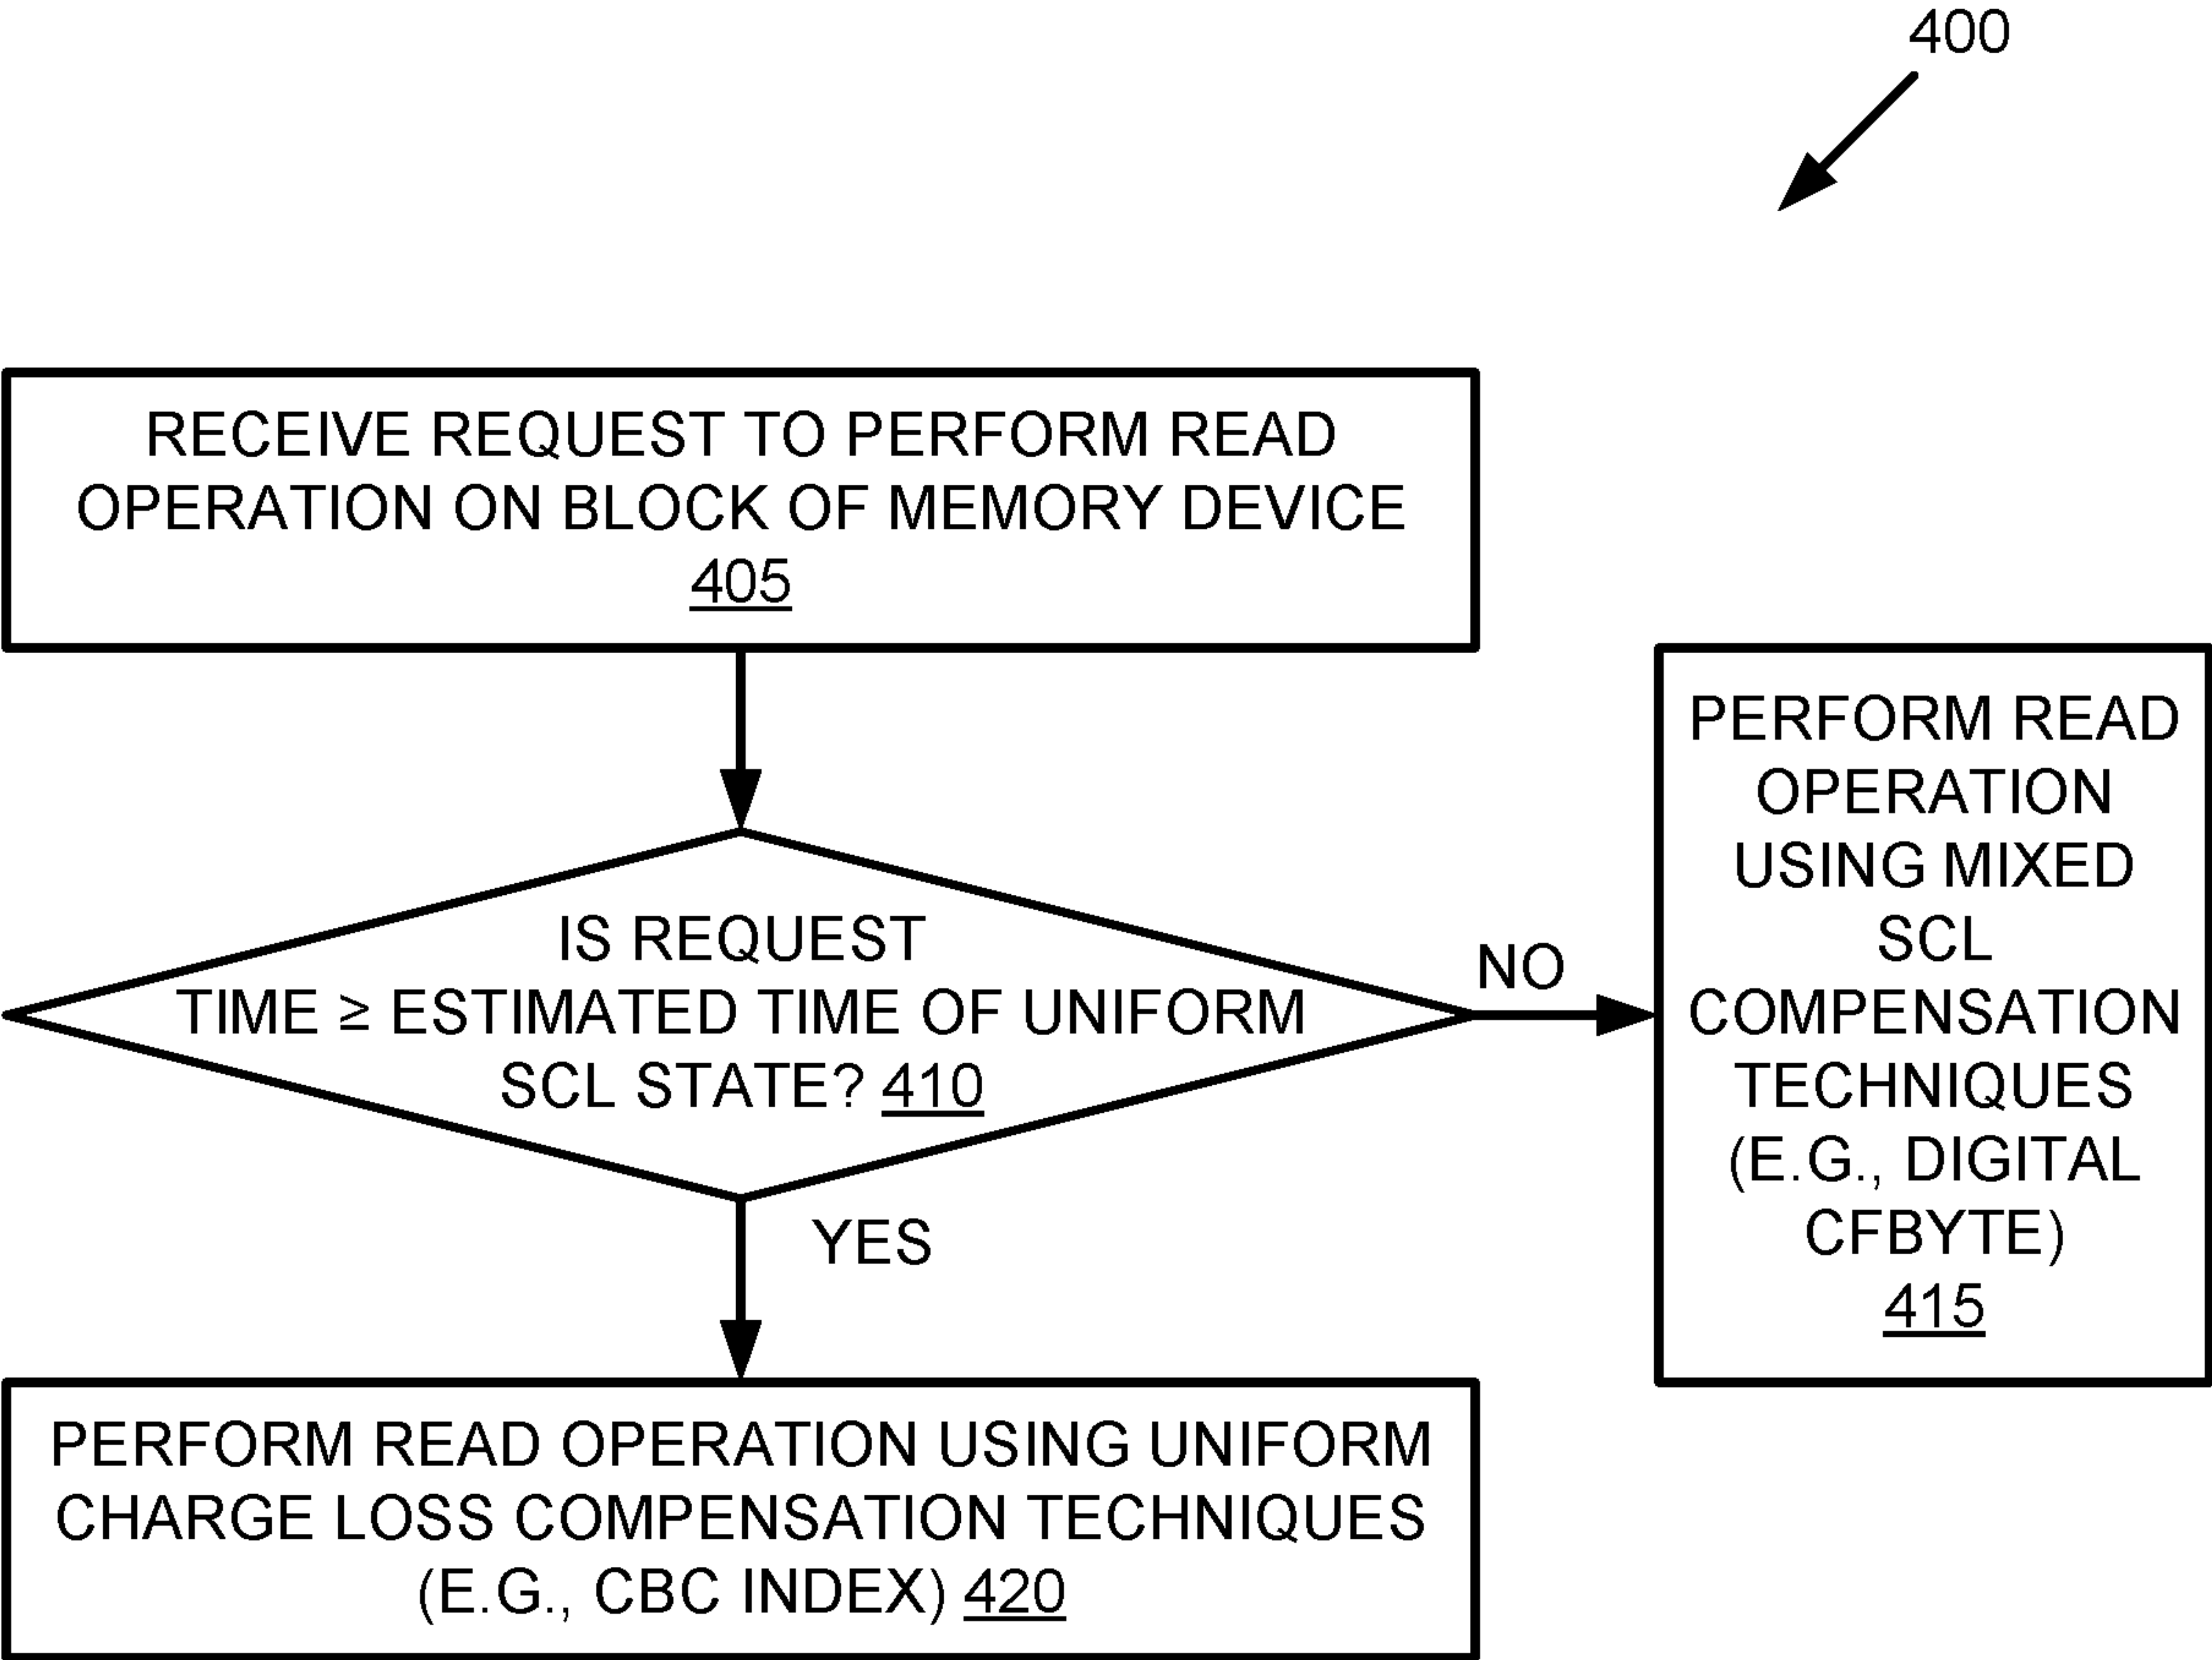 400
RECEIVE REQUEST TO PERFORM READ
OPERATION ON BLOCK OF MEMORY DEVICE
405
IS REQUEST
TIME ≥ ESTIMATED TIME OF UNIFORM
SCL STATE? 410
NO
YES
PERFORM READ
OPERATION
USING MIXED
SCL
COMPENSATION
TECHNIQUES
(E.G., DIGITAL
CFBYTE)
415
PERFORM READ OPERATION USING UNIFORM
CHARGE LOSS COMPENSATION TECHNIQUES
(E.G., CBC INDEX) 420